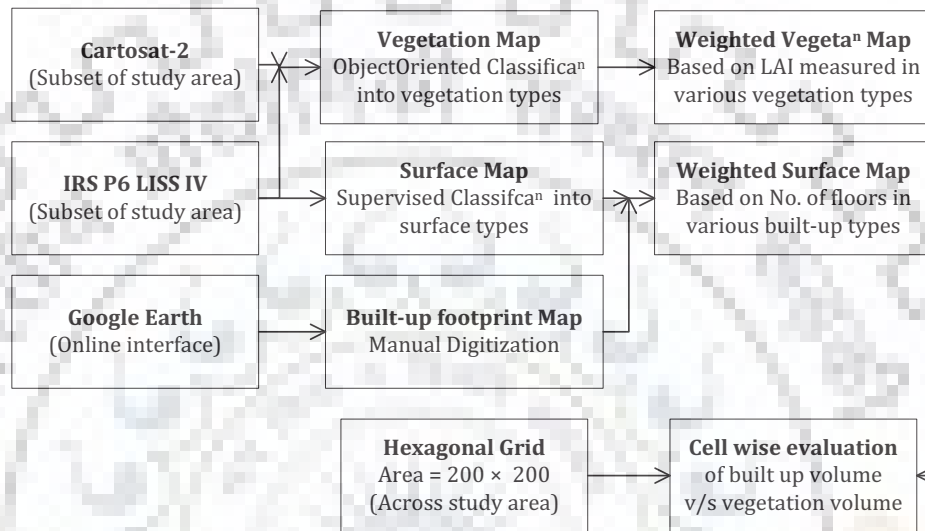 Cartosat-2
(Subset of study area)
Vegetation Map
ObjectOriented Classificaⁿ
into vegetation types
Weighted Vegetaⁿ Map
Based on LAI measured in
various vegetation types
IRS P6 LISS IV
(Subset of study area)
Surface Map
Supervised Classifcaⁿ into
surface types
Weighted Surface Map
Based on No. of floors in
various built-up types
Google Earth
(Online interface)
Built-up footprint Map
Manual Digitization
Hexagonal Grid
Area = 200 × 200
(Across study area)
Cell wise evaluation
of built up volume
v/s vegetation volume